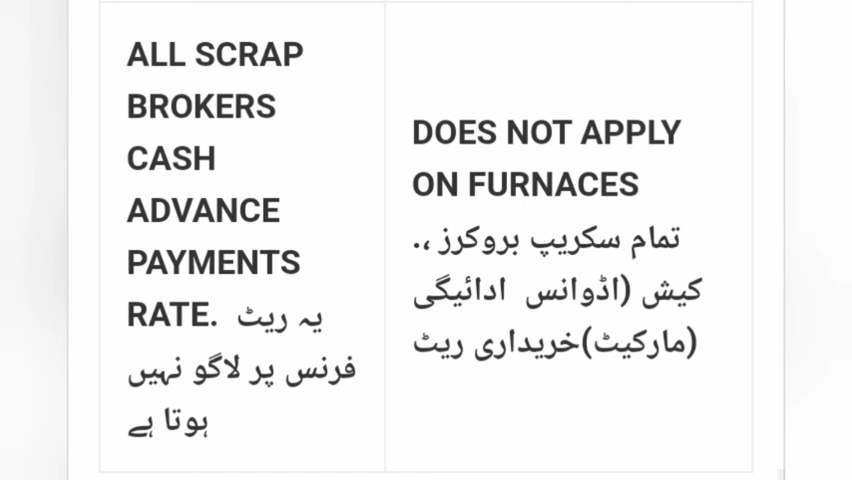 ALL SCRAP
BROKERS
CASH
ADVANCE
PAYMENTS
RATE. یہ ریٹ
فرنس پر لاگو نہیں
ہوتا ہے
DOES NOT APPLY
ON FURNACES
تمام سکریپ بروکرز ،.
کیش (اڈوانس ادائیگی
(مارکیٹ)خریداری ریٹ